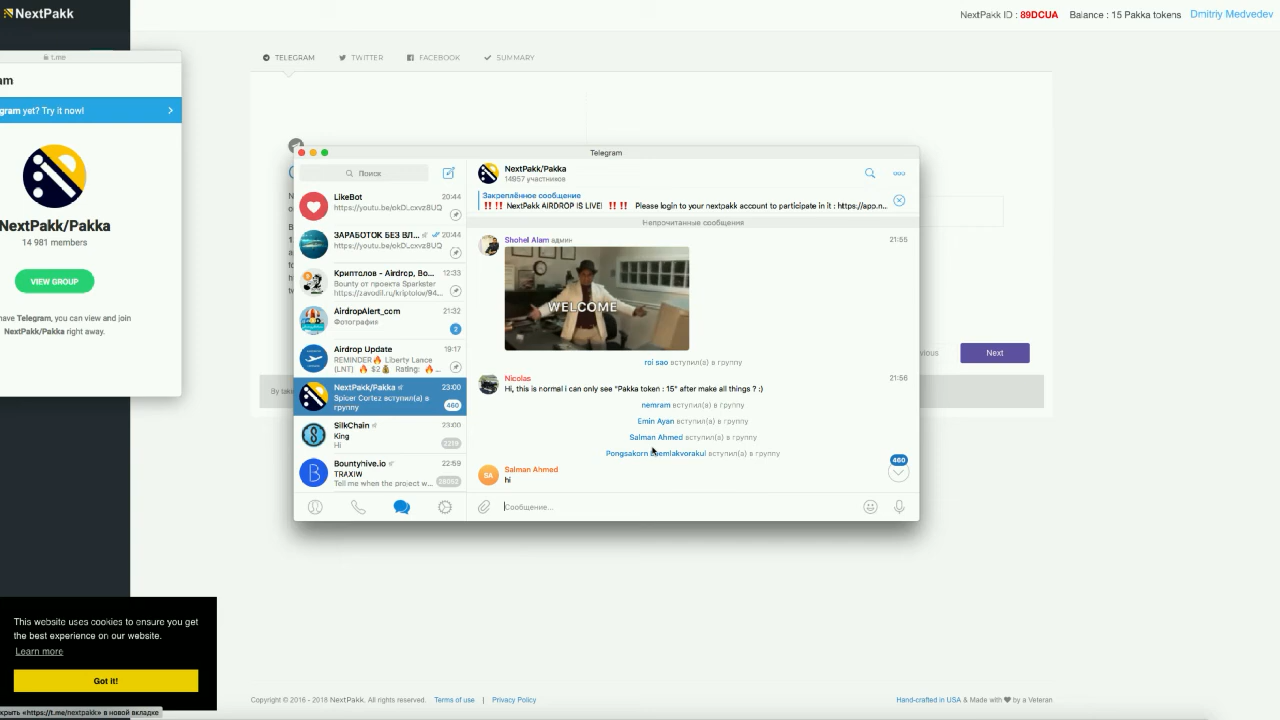 NextPakk
NextPakk ID : 89DCUA Balance : 15 Pakka tokens Dmitriy Medvedev
TELEGRAM TWITTER FACEBOOK SUMMARY
t.me
am
gram yet? Try it now!
NextPakk/Pakka
14 981 members
VIEW GROUP
have Telegram, you can view and join
NextPakk/Pakka right away.
Telegram
Поиск
LikeBot 20:44
https://youtu.be/okDLcxvz8UQ
ЗАРАБОТОК БЕЗ ВЛ... 20:44
https://youtu.be/okDLcxvz8UQ
Криптолов - Airdrop, Bo... 12:33
Bounty от проекта Sparkster
https://zavodil.ru/kriptolov/94...
AirdropAlert_com 21:32
Фотография
2
Airdrop Update 19:17
REMINDER🔥 Liberty Lance
(LNT) 🔥 $2💰 Rating: 🔥...
NextPakk/Pakka 23:00
Spicer Cortez вступил(а) в
группу 460
SilkChain 23:00
King
Hi 2219
Bountyhive.io 22:59
TRAXIW
Tell me when the project w...
NextPakk/Pakka
14957 участников
Закреплённое сообщение
‼️‼️ NextPakk AIRDROP IS LIVE! ‼️‼️ Please login to your nextpakk account to participate in it : https://app.n...
Непрочитанные сообщения
Shohel Alam админ 21:55
WELCOME
roi sao вступил(а) в группу
Nicolas 21:56
Hi, this is normal i can only see "Pakka token : 15" after make all things ? :)
nemram вступил(а) в группу
Emin Ayan вступил(а) в группу
Salman Ahmed вступил(а) в группу
Pongsakorn вступил(а) в группу
460
SA
Salman Ahmed
hi
Сообщение...
vious
Next
By tak
This website uses cookies to ensure you get
the best experience on our website.
Learn more
Got it!
крыть «https://t.me/nextpakk» в новой вкладке
Copyright © 2016 - 2018 NextPakk. All rights reserved. Terms of use | Privacy Policy
Hand-crafted in USA & Made with ♥ by a Veteran